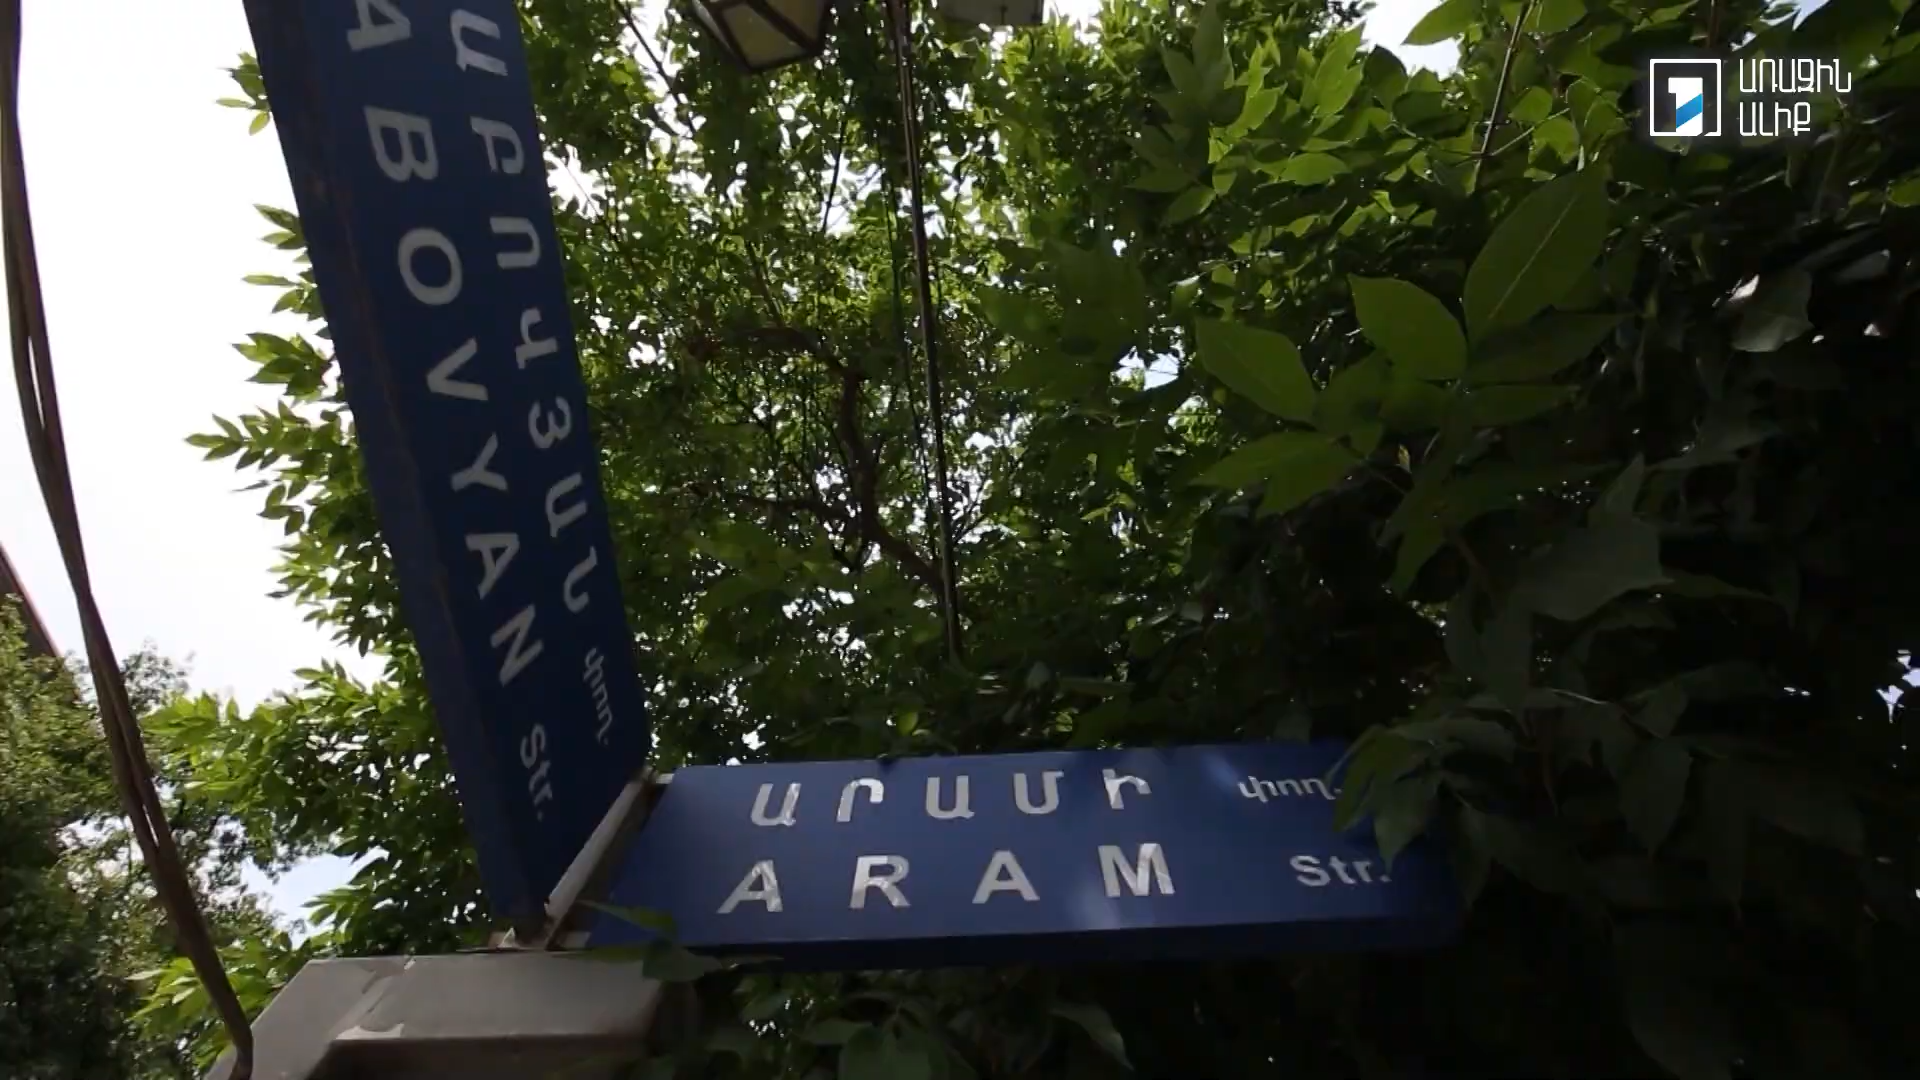 ԱԲՈՎՅԱՆ փող.
ABOVYAN Str.
ԱՐԱՄԻ փող.
ARAM Str.
ԱՌԱՋԻՆ
ԱԼԻՔ